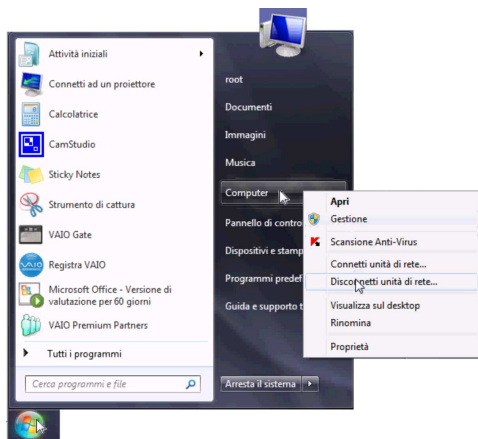 Attività iniziali
Connetti ad un proiettore
Calcolatrice
CamStudio
Sticky Notes
Strumento di cattura
VAIO Gate
Registra VAIO
Microsoft Office - Versione di
valutazione per 60 giorni
VAIO Premium Partners
Tutti i programmi
Cerca programmi e file
root
Documenti
Immagini
Musica
Computer
Pannello di contro
Dispositivi e stamp
Programmi predef
Guida e supporto t
Arresta il sistema
Apri
Gestione
Scansione Anti-Virus
Connetti unità di rete...
Disconnetti unità di rete...
Visualizza sul desktop
Rinomina
Proprietà